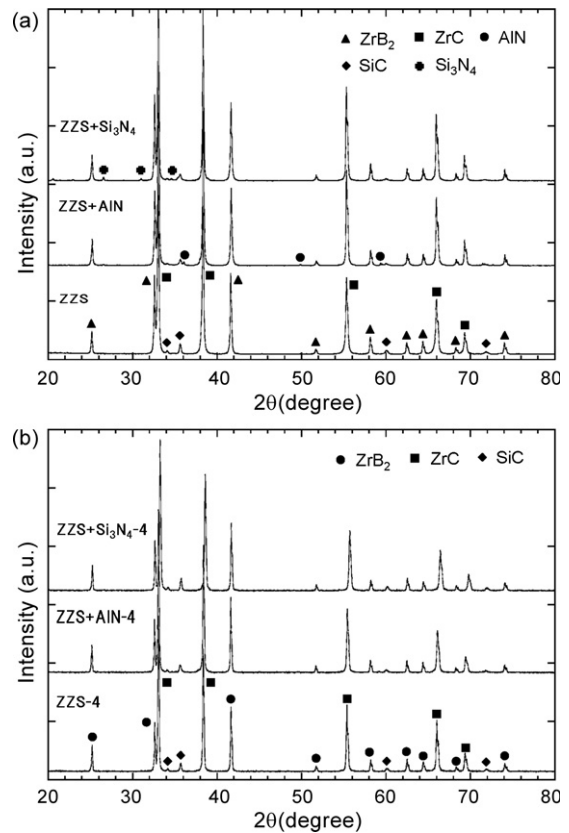 (a)
ZrB₂ ZrC AlN
SiC Si₃N₄
ZZS+Si₃N₄
ZZS+AlN
ZZS
Intensity (a.u.)
20 30 40 50 60 70 80
2θ(degree)
(b)
ZrB₂ ZrC SiC
ZZS+Si₃N₄-4
ZZS+AlN-4
ZZS-4
Intensity (a.u.)
20 30 40 50 60 70 80
2θ(degree)